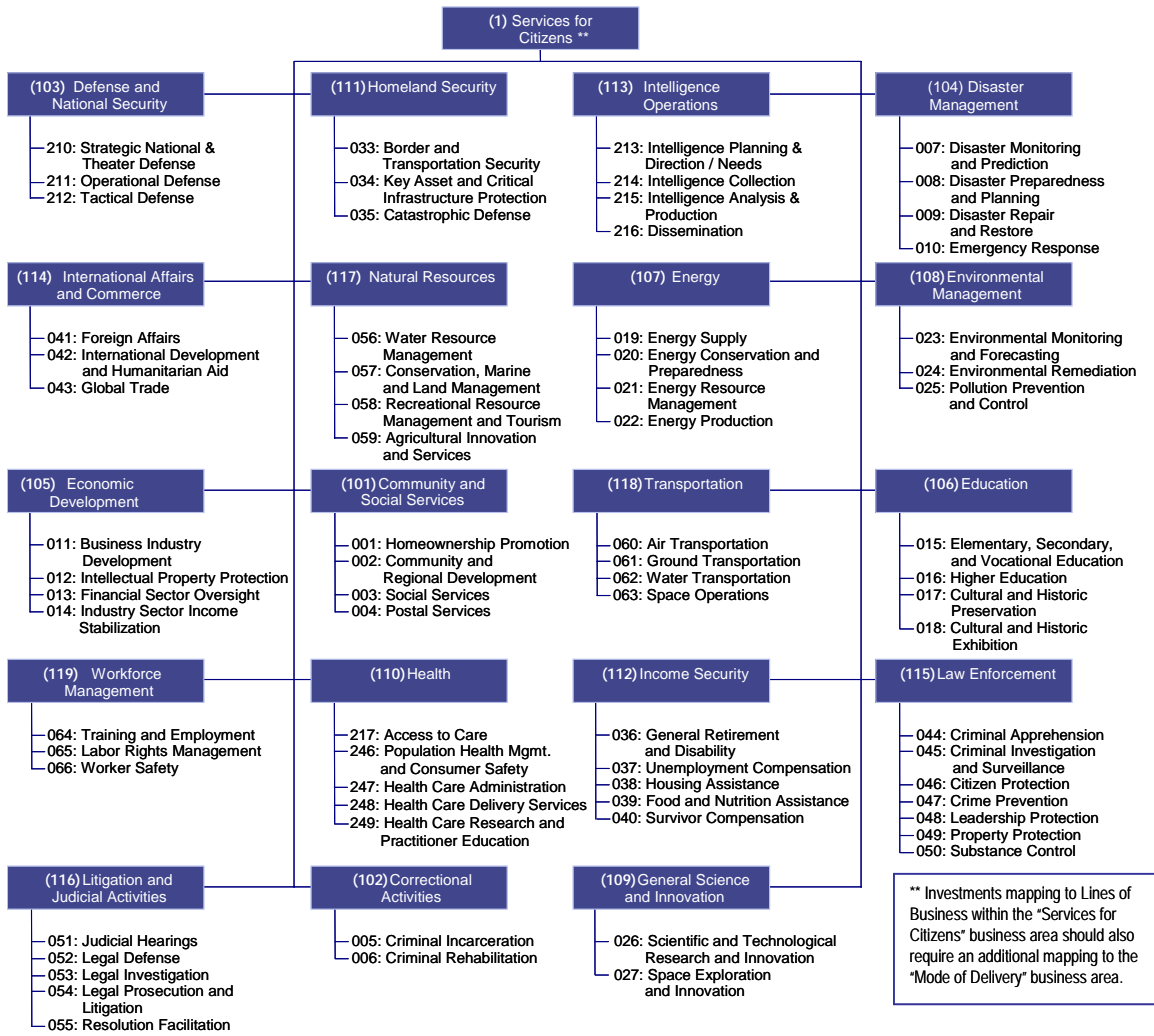 (1) Services for
Citizens **
(103) Defense and
National Security
210: Strategic National &
Theater Defense
211: Operational Defense
212: Tactical Defense
(111) Homeland Security
033: Border and
Transportation Security
034: Key Asset and Critical
Infrastructure Protection
035: Catastrophic Defense
(113) Intelligence
Operations
213: Intelligence Planning &
Direction / Needs
214: Intelligence Collection
215: Intelligence Analysis &
Production
216: Dissemination
(104) Disaster
Management
007: Disaster Monitoring
and Prediction
008: Disaster Preparedness
and Planning
009: Disaster Repair
and Restore
010: Emergency Response
(114) International Affairs
and Commerce
041: Foreign Affairs
042: International Development
and Humanitarian Aid
043: Global Trade
(117) Natural Resources
056: Water Resource
Management
057: Conservation, Marine
and Land Management
058: Recreational Resource
Management and Tourism
059: Agricultural Innovation
and Services
(107) Energy
019: Energy Supply
020: Energy Conservation and
Preparedness
021: Energy Resource
Management
022: Energy Production
(108) Environmental
Management
023: Environmental Monitoring
and Forecasting
024: Environmental Remediation
025: Pollution Prevention
and Control
(105) Economic
Development
011: Business Industry
Development
012: Intellectual Property Protection
013: Financial Sector Oversight
014: Industry Sector Income
Stabilization
(101) Community and
Social Services
001: Homeownership Promotion
002: Community and
Regional Development
003: Social Services
004: Postal Services
(118) Transportation
060: Air Transportation
061: Ground Transportation
062: Water Transportation
063: Space Operations
(106) Education
015: Elementary, Secondary,
and Vocational Education
016: Higher Education
017: Cultural and Historic
Preservation
018: Cultural and Historic
Exhibition
(119) Workforce
Management
064: Training and Employment
065: Labor Rights Management
066: Worker Safety
(110) Health
217: Access to Care
246: Population Health Mgmt.
and Consumer Safety
247: Health Care Administration
248: Health Care Delivery Services
249: Health Care Research and
Practitioner Education
(112) Income Security
036: General Retirement
and Disability
037: Unemployment Compensation
038: Housing Assistance
039: Food and Nutrition Assistance
040: Survivor Compensation
(115) Law Enforcement
044: Criminal Apprehension
045: Criminal Investigation
and Surveillance
046: Citizen Protection
047: Crime Prevention
048: Leadership Protection
049: Property Protection
050: Substance Control
(116) Litigation and
Judicial Activities
051: Judicial Hearings
052: Legal Defense
053: Legal Investigation
054: Legal Prosecution and
Litigation
055: Resolution Facilitation
(102) Correctional
Activities
005: Criminal Incarceration
006: Criminal Rehabilitation
(109) General Science
and Innovation
026: Scientific and Technological
Research and Innovation
027: Space Exploration
and Innovation
** Investments mapping to Lines of
Business within the "Services for
Citizens" business area should also
require an additional mapping to the
"Mode of Delivery" business area.